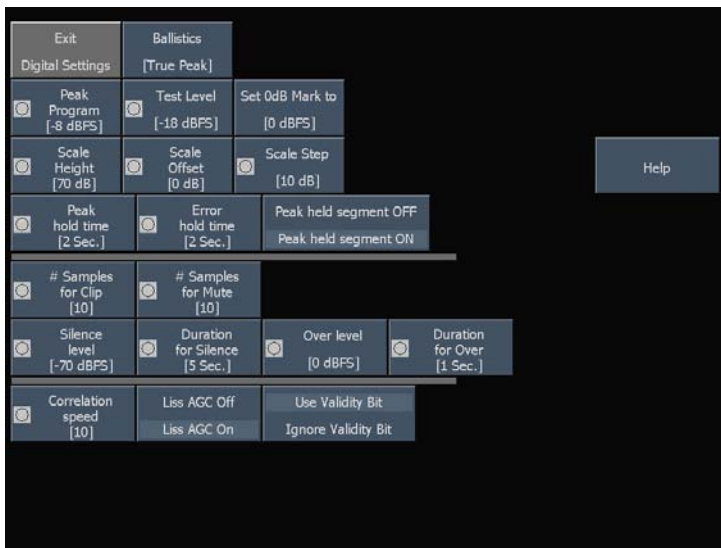 Exit
Digital Settings
Ballistics
[True Peak]
Peak
Program
[-8 dBFS]
Test Level
[-18 dBFS]
Set 0dB Mark to
[0 dBFS]
Scale
Height
[70 dB]
Scale
Offset
[0 dB]
Scale Step
[10 dB]
Help
Peak
hold time
[2 Sec.]
Error
hold time
[2 Sec.]
Peak held segment OFF
Peak held segment ON
# Samples
for Clip
[10]
# Samples
for Mute
[10]
Silence
level
[-70 dBFS]
Duration
for Silence
[5 Sec.]
Over level
[0 dBFS]
Duration
for Over
[1 Sec.]
Correlation
speed
[10]
Liss AGC Off
Liss AGC On
Use Validity Bit
Ignore Validity Bit